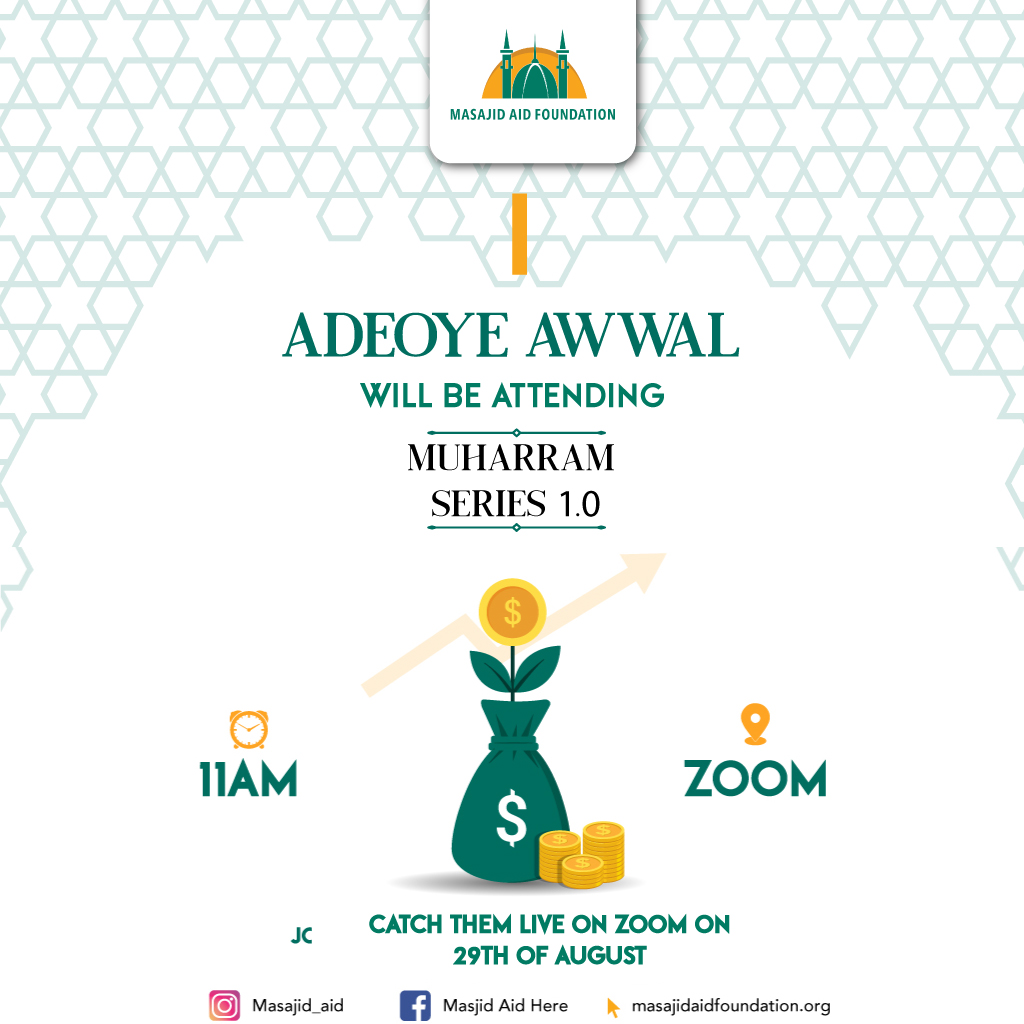 MASAJID AID FOUNDATION
I
ADEOYE AWWAL
WILL BE ATTENDING
MUHARRAM
SERIES 1.0
$
11AM
ZOOM
$
$
$
$
CATCH THEM LIVE ON ZOOM ON
JC
29TH OF AUGUST
Masajid_aid
Masjid Aid Here
masajidaidfoundation.org